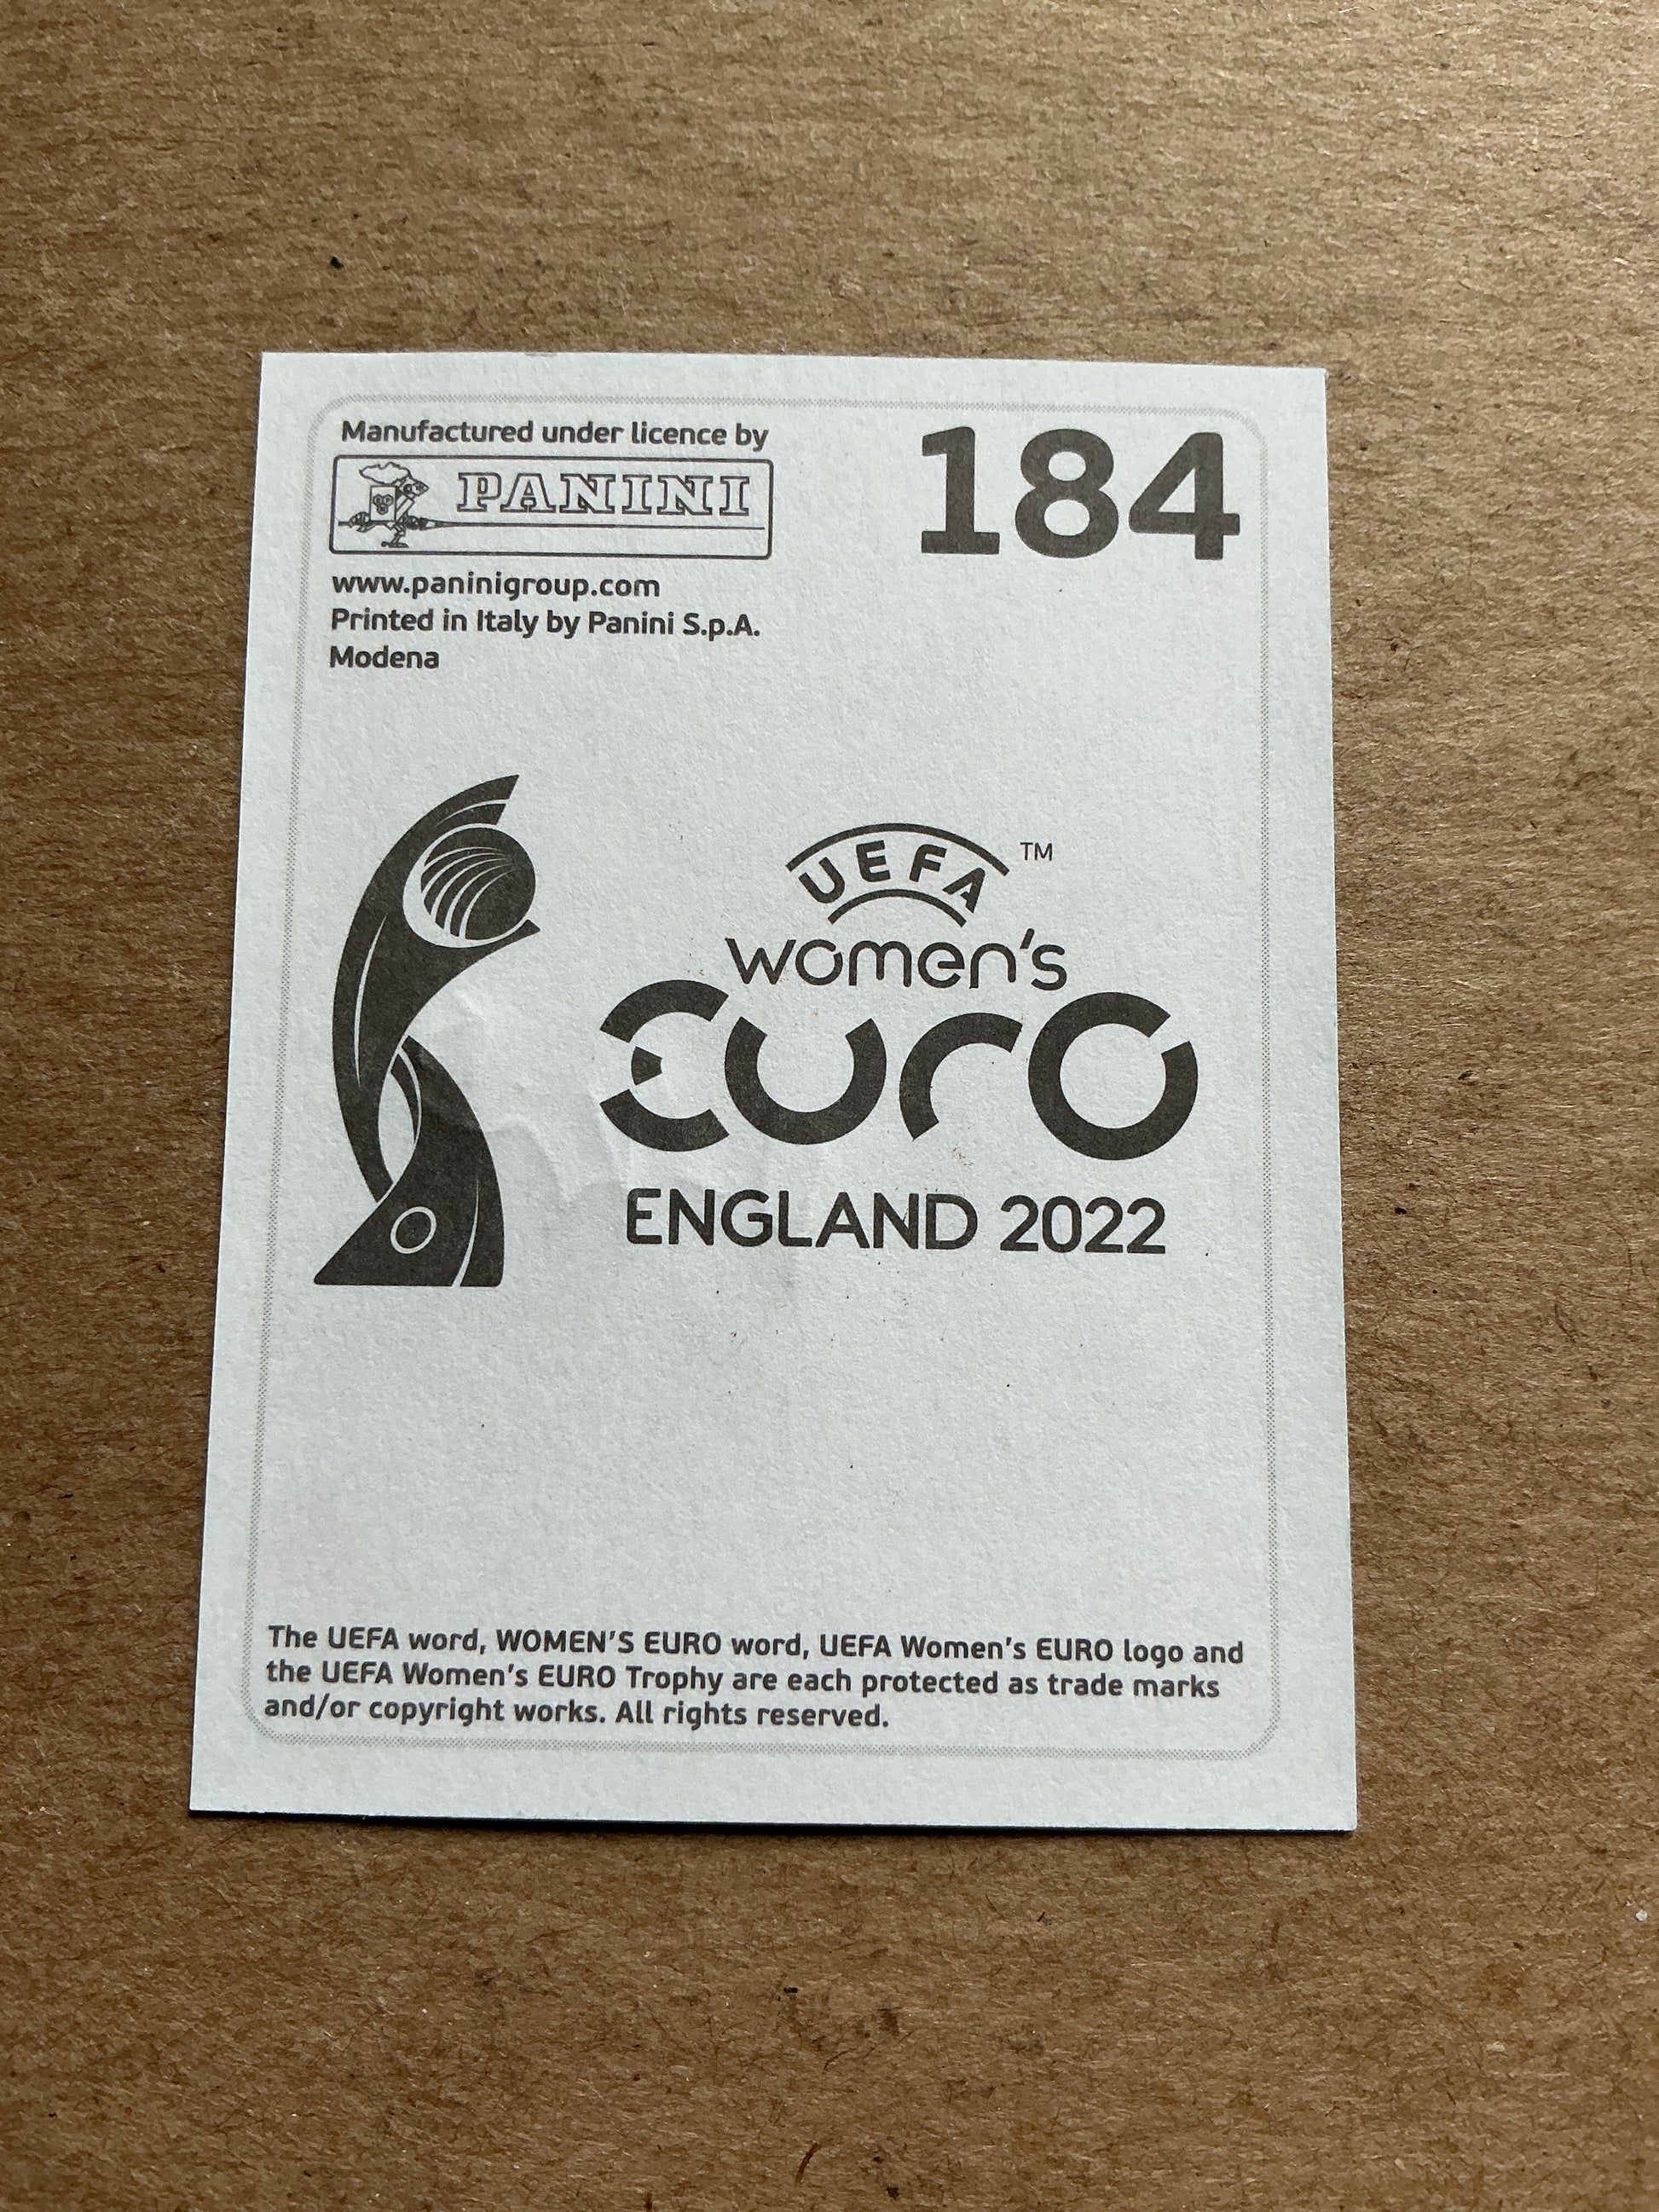 Manufactured under licence by
PANINI
184
www.paninigroup.com
Printed in Italy by Panini S.p.A.
Modena
UEFA TM
women's
EURO
ENGLAND 2022
The UEFA word, WOMEN'S EURO word, UEFA Women's EURO logo and
the UEFA Women's EURO Trophy are each protected as trade marks
and/or copyright works. All rights reserved.